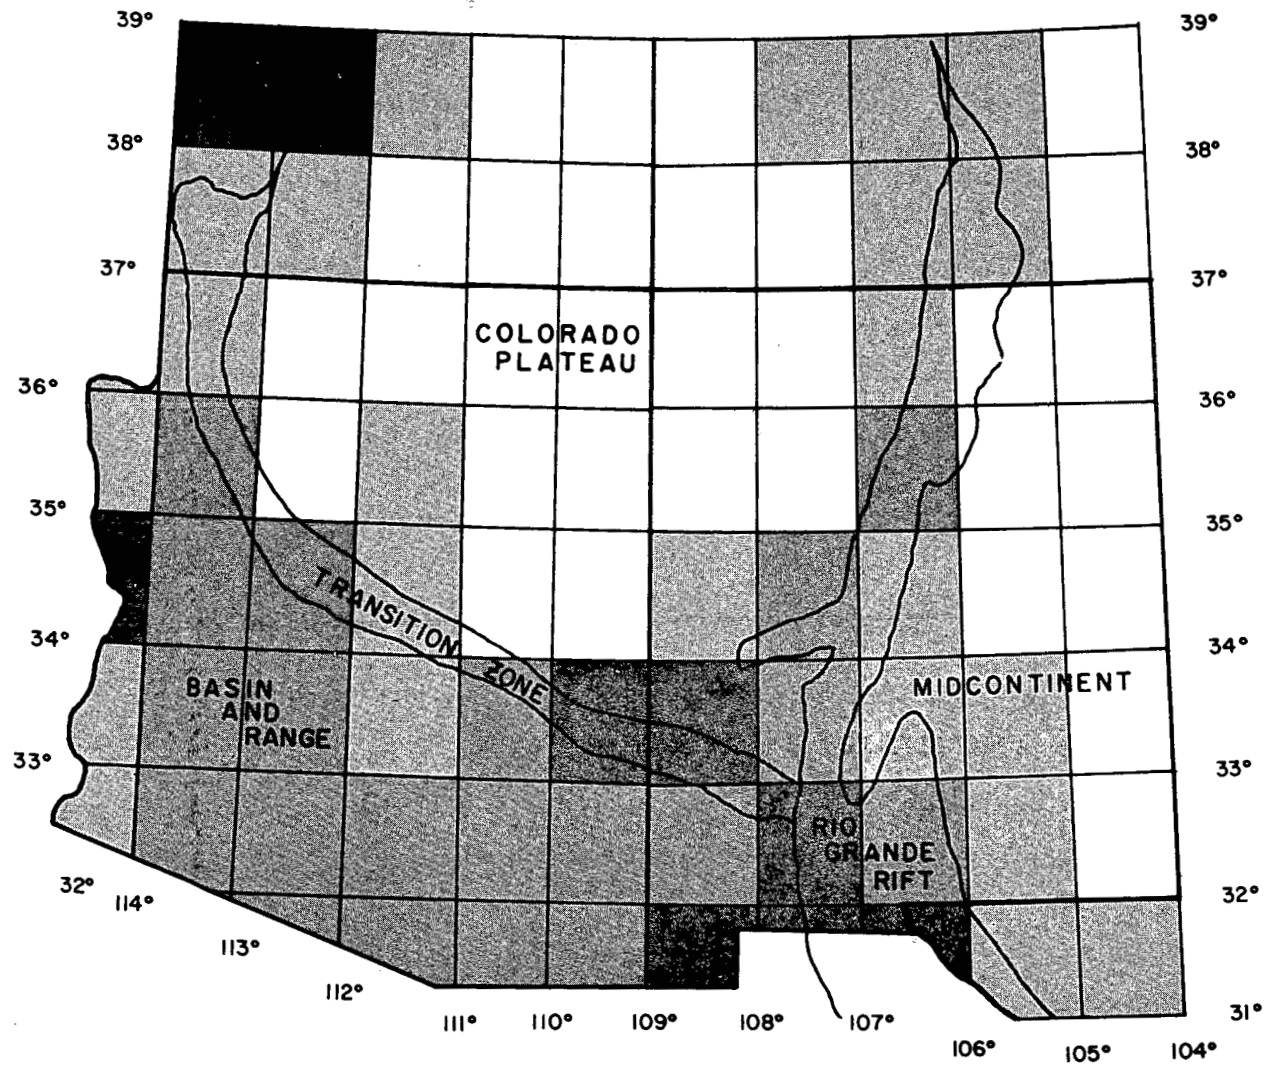 39°
39°
38°
38°
37°
37°
COLORADO
PLATEAU
36°
36°
35°
35°
TRANSITION
ZONE
34°
34°
BASIN
AND
RANGE
MIDCONTINENT
33°
33°
RIO
GRANDE
RIFT
32°
32°
114°
113°
112°
111°
110°
109°
108°
107°
31°
106°
105°
104°